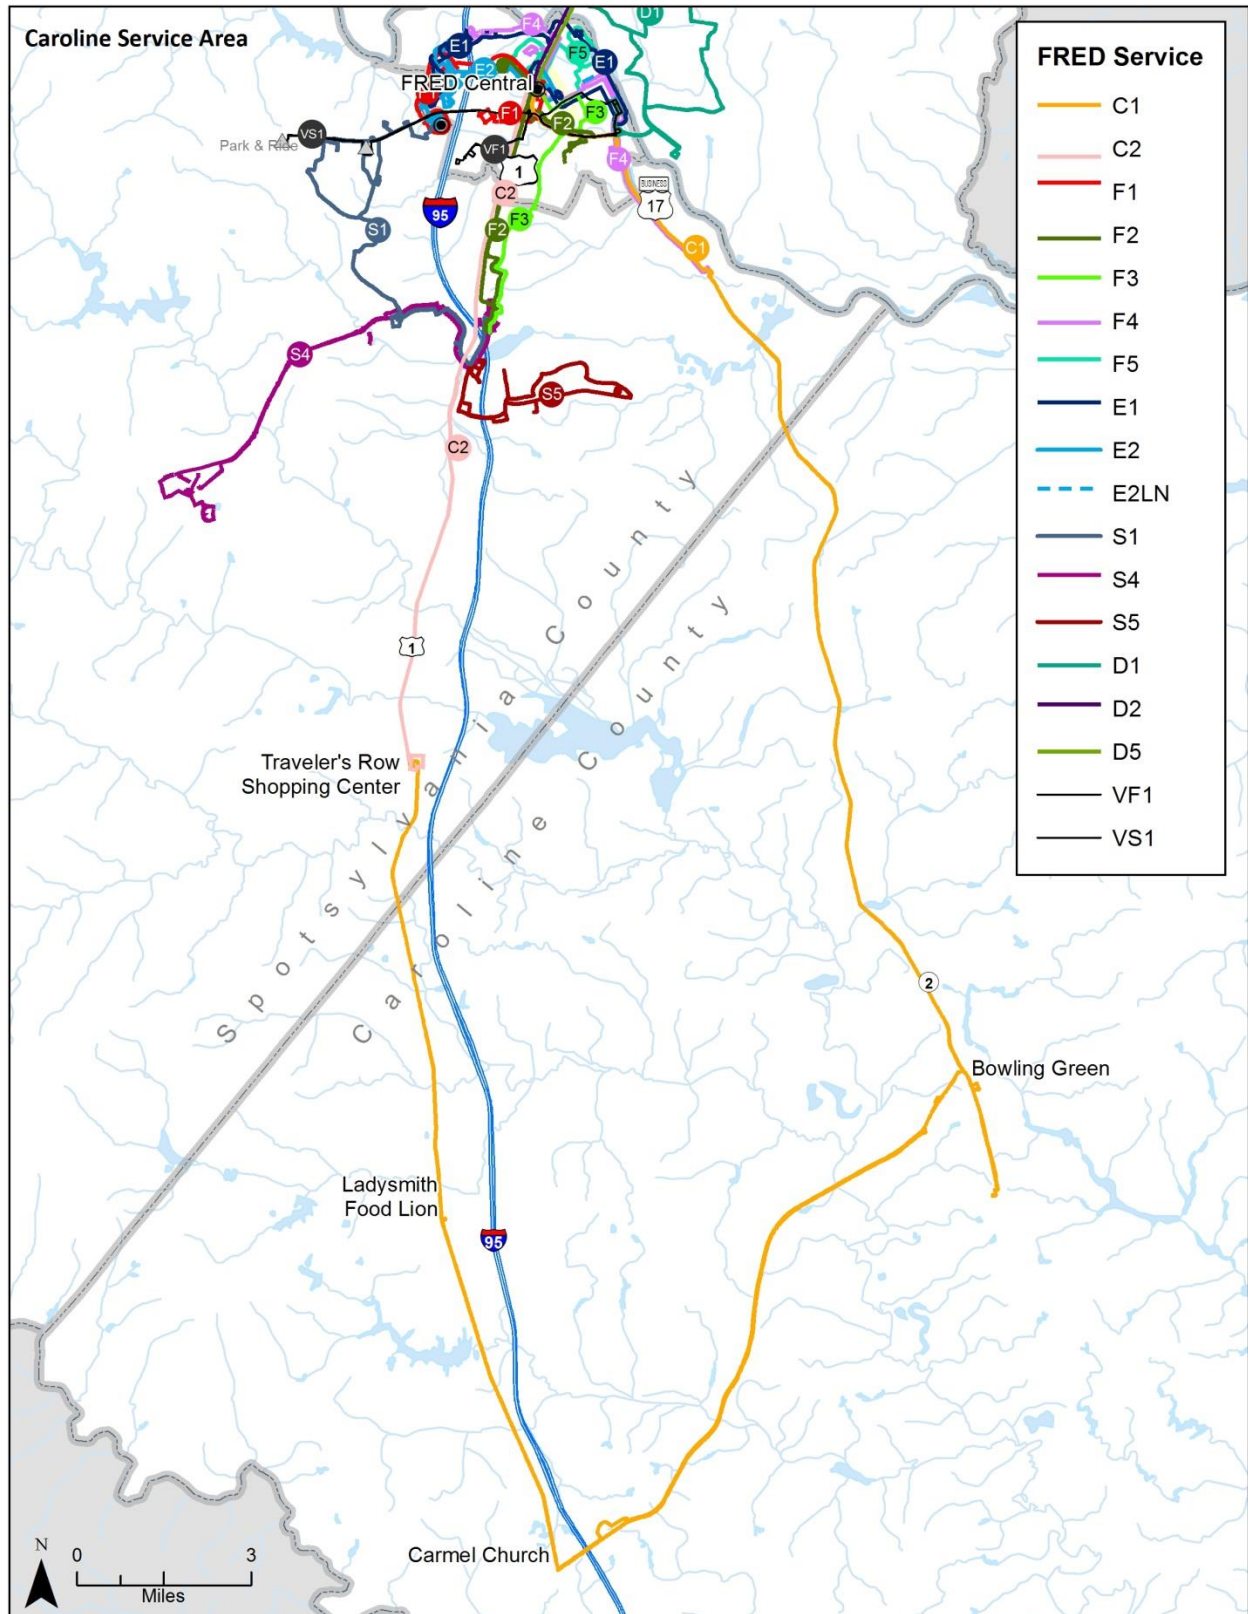 Caroline Service Area
D1
F4
E1
F5
E1
E2
FRED Central
F1
F3
F2
VS1
Park & Ride
VF1
1
F4
BUSINESS
17
C2
95
F3
F2
S1
C1
S4
S5
C2
Spotsylvania County
Caroline County
1
Traveler's Row
Shopping Center
2
Bowling Green
Ladysmith
Food Lion
95
Carmel Church
N
0 3
Miles
FRED Service
C1
C2
F1
F2
F3
F4
F5
E1
E2
E2LN
S1
S4
S5
D1
D2
D5
VF1
VS1